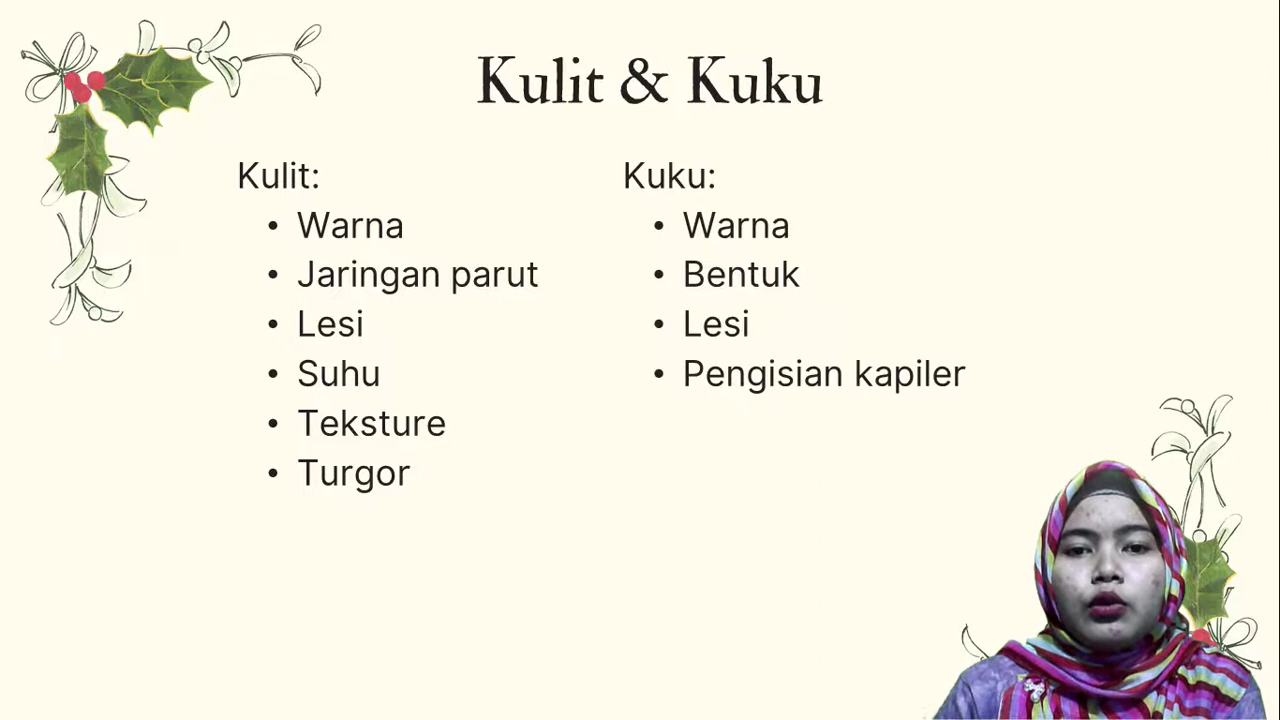 Kulit & Kuku
Kulit:
• Warna
• Jaringan parut
• Lesi
• Suhu
• Teksture
• Turgor
Kuku:
• Warna
• Bentuk
• Lesi
• Pengisian kapiler